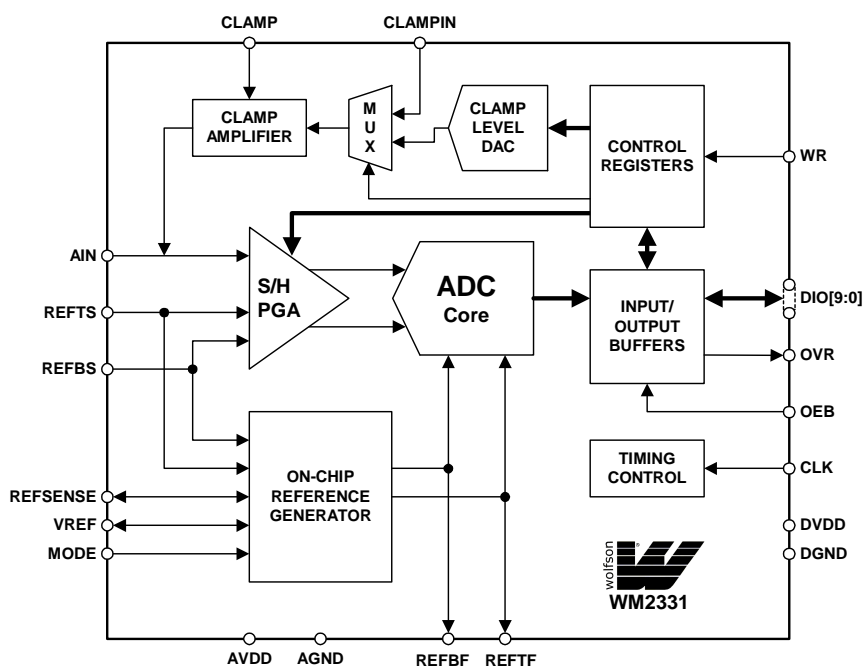 CLAMP
CLAMPIN
CLAMP
AMPLIFIER
M
U
X
CLAMP
LEVEL
DAC
CONTROL
REGISTERS
WR
AIN
S/H
PGA
ADC
Core
INPUT/
OUTPUT
BUFFERS
DIO[9:0]
REFTS
REFBS
OVR
OEB
ON-CHIP
REFERENCE
GENERATOR
TIMING
CONTROL
CLK
REFSENSE
VREF
MODE
DVDD
DGND
wolfson
®
WM2331
AVDD
AGND
REFBF
REFTF